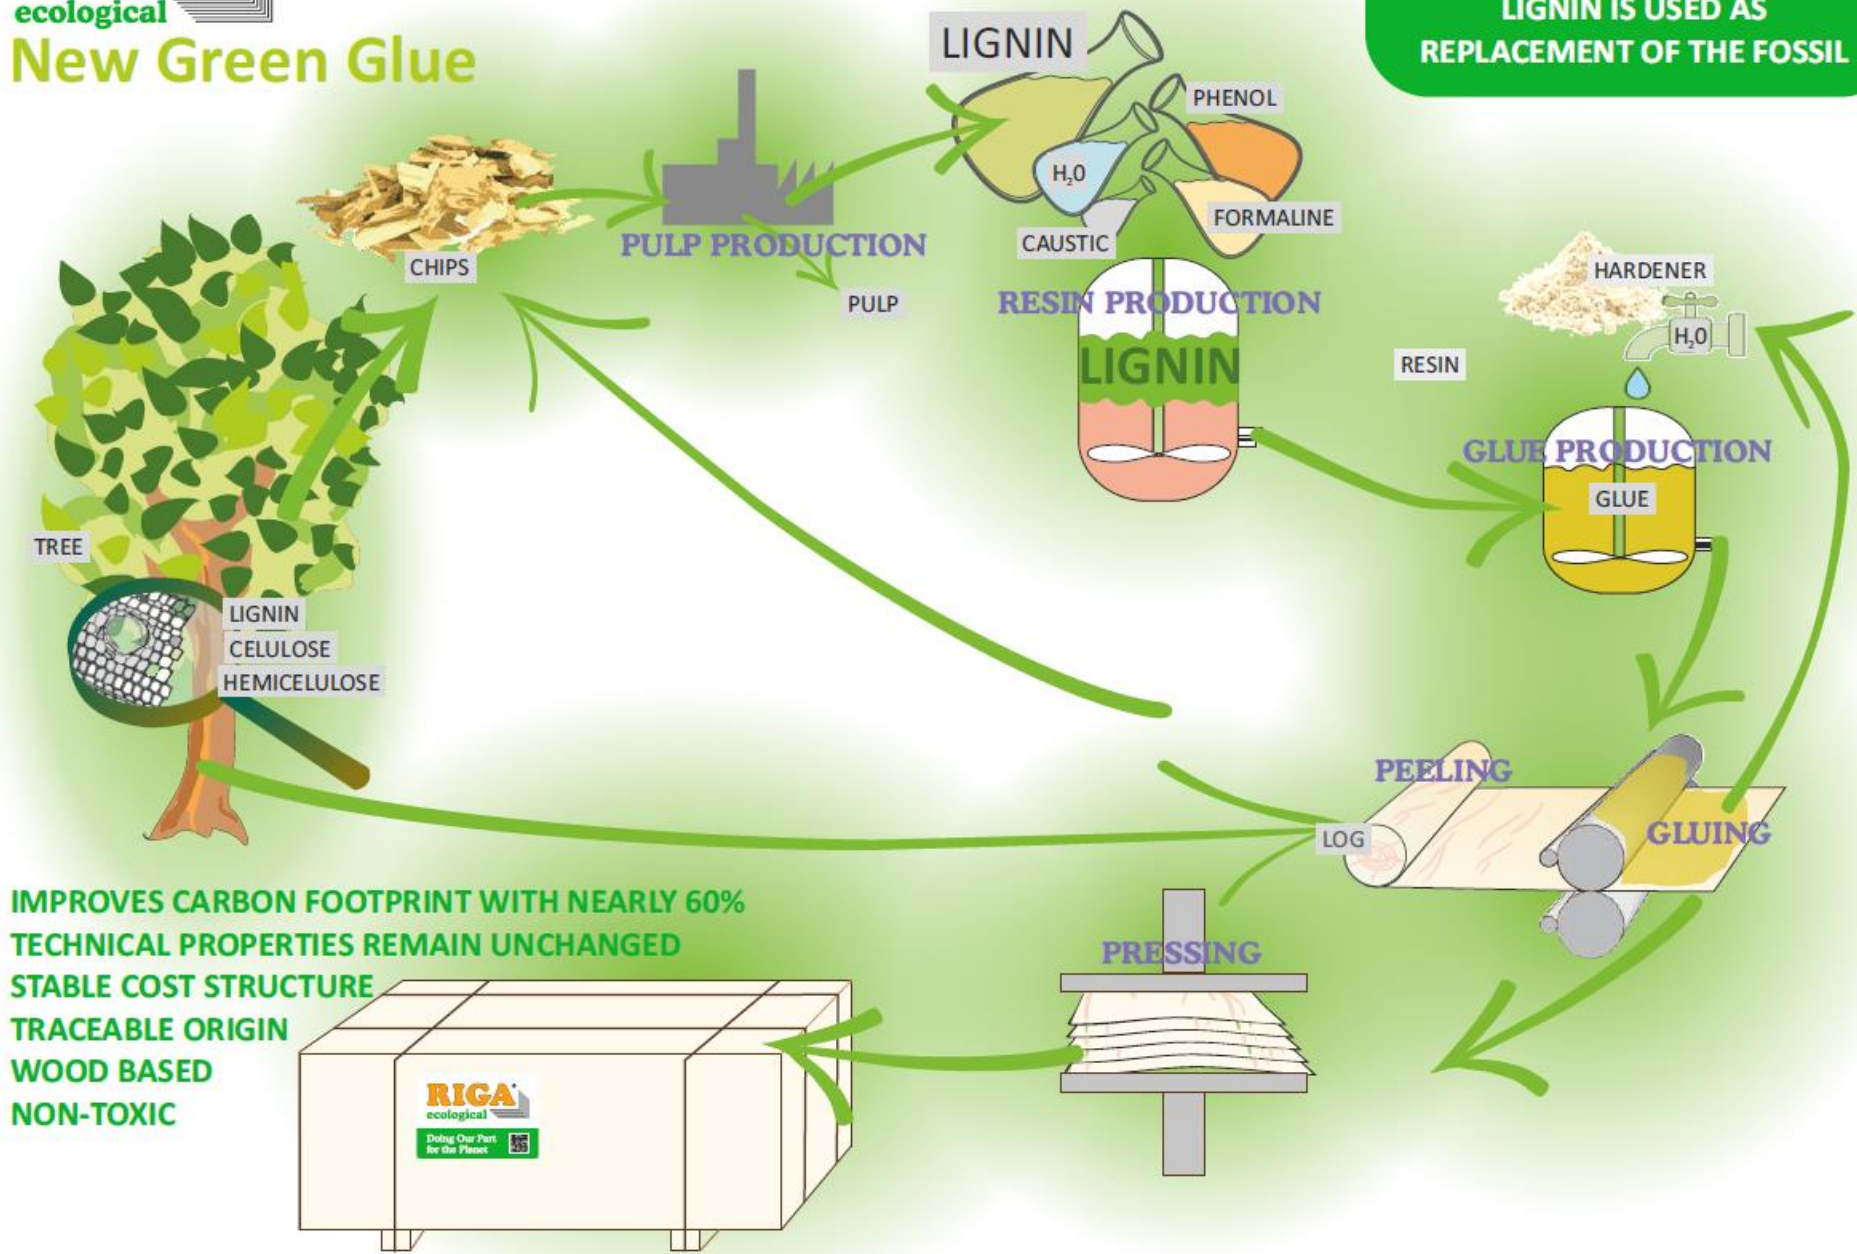 ecological
New Green Glue
LIGNIN IS USED AS
REPLACEMENT OF THE FOSSIL
LIGNIN
PHENOL
H₂0
FORMALINE
CAUSTIC
CHIPS
PULP PRODUCTION
PULP
RESIN PRODUCTION
LIGNIN
HARDENER
H₂0
RESIN
GLUE PRODUCTION
GLUE
TREE
LIGNIN
CELULOSE
HEMICELULOSE
PEELING
LOG
GLUING
PRESSING
IMPROVES CARBON FOOTPRINT WITH NEARLY 60%
TECHNICAL PROPERTIES REMAIN UNCHANGED
STABLE COST STRUCTURE
TRACEABLE ORIGIN
WOOD BASED
NON-TOXIC
RIGA
ecological
Doing Our Part
for the Planet